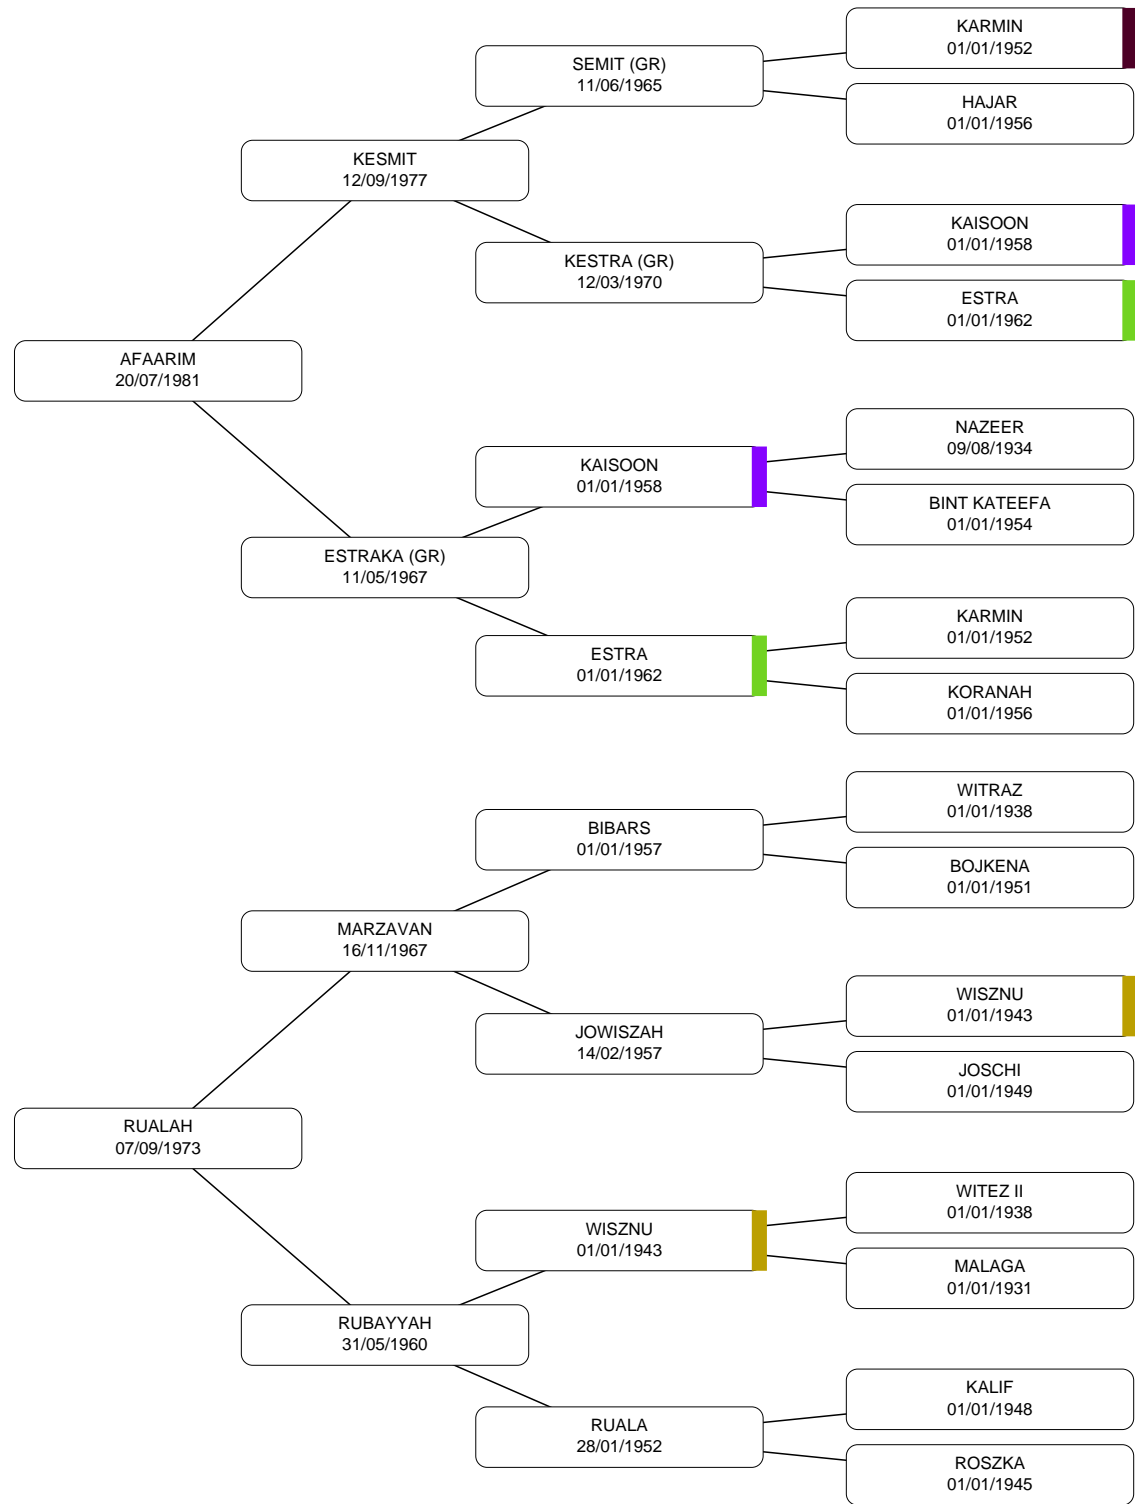 KARMIN
01/01/1952
SEMIT (GR)
11/06/1965
HAJAR
01/01/1956
KESMIT
12/09/1977
KAISOON
01/01/1958
KESTRA (GR)
12/03/1970
ESTRA
01/01/1962
AFAARIM
20/07/1981
NAZEER
09/08/1934
KAISOON
01/01/1958
BINT KATEEFA
01/01/1954
ESTRAKA (GR)
11/05/1967
KARMIN
01/01/1952
ESTRA
01/01/1962
KORANAH
01/01/1956
WITRAZ
01/01/1938
BIBARS
01/01/1957
BOJKENA
01/01/1951
MARZAVAN
16/11/1967
WISZNU
01/01/1943
JOWISZAH
14/02/1957
JOSCHI
01/01/1949
RUALAH
07/09/1973
WITEZ II
01/01/1938
WISZNU
01/01/1943
MALAGA
01/01/1931
RUBAYYAH
31/05/1960
KALIF
01/01/1948
RUALA
28/01/1952
ROSZKA
01/01/1945